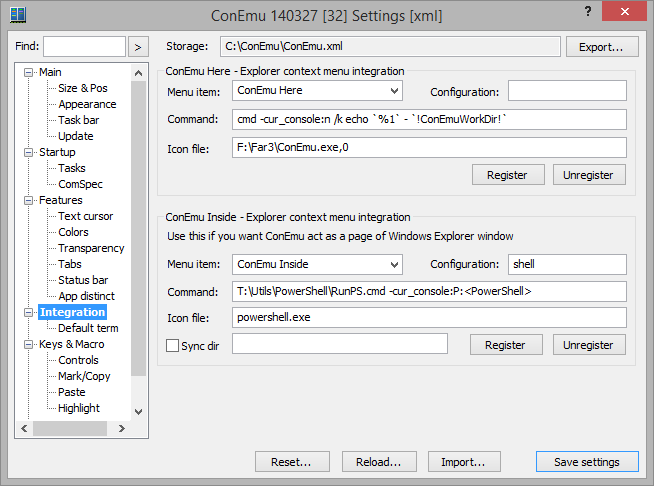 ConEmu 140327 [32] Settings [xml]
Find:
>
Storage:
C:\ConEmu\ConEmu.xml
Export...
Main
Size & Pos
Appearance
Task bar
Update
Startup
Tasks
ComSpec
Features
Text cursor
Colors
Transparency
Tabs
Status bar
App distinct
Integration
Default term
Keys & Macro
Controls
Mark/Copy
Paste
Highlight
ConEmu Here - Explorer context menu integration
Menu item:
ConEmu Here
Configuration:
Command:
cmd -cur_console:n /k echo `%1` - `!ConEmuWorkDir!`
Icon file:
F:\Far3\ConEmu.exe,0
Register
Unregister
ConEmu Inside - Explorer context menu integration
Use this if you want ConEmu act as a page of Windows Explorer window
Menu item:
ConEmu Inside
Configuration:
shell
Command:
T:\Utils\PowerShell\RunPS.cmd -cur_console:P:<PowerShell>
Icon file:
powershell.exe
Sync dir
Register
Unregister
Reset...
Reload...
Import...
Save settings